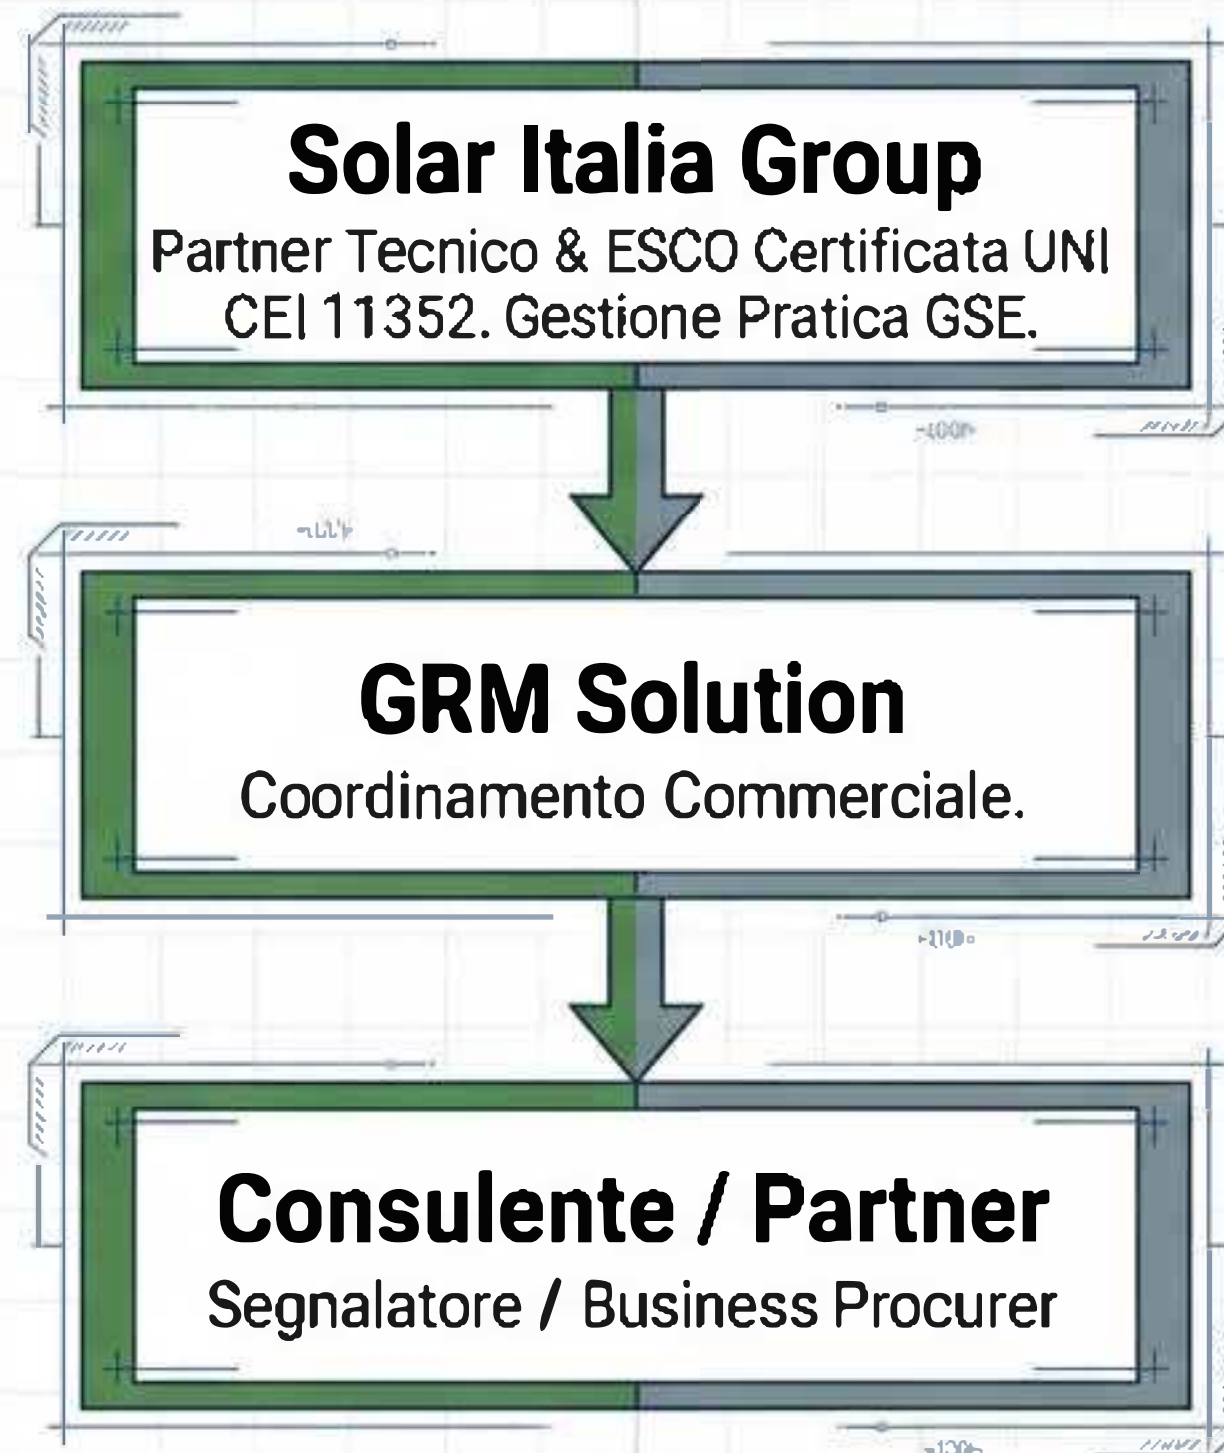 Solar Italia Group
Partner Tecnico & ESCO Certificata UNI
CEI 11352. Gestione Pratica GSE.
GRM Solution
Coordinamento Commerciale.
Consulente / Partner
Segnalatore / Business Procurer